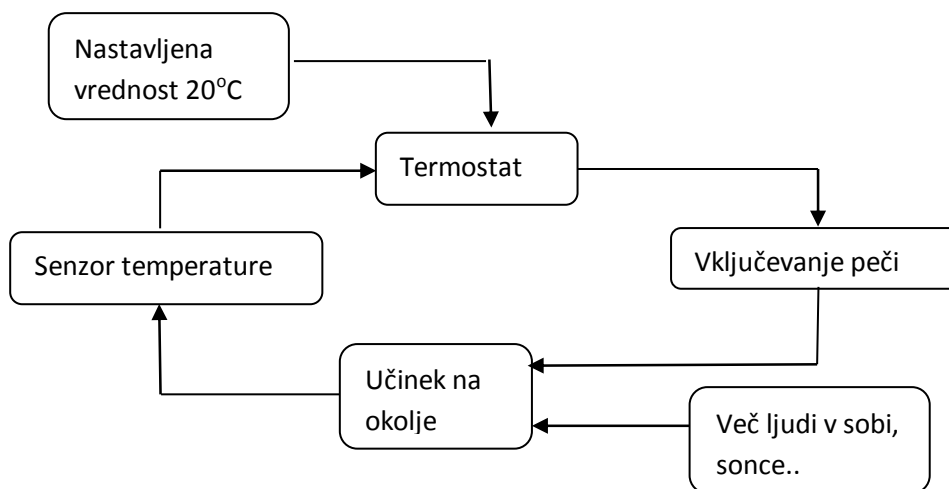 Nastavljena
vrednost 20°C
Termostat
Senzor temperature
Vključevanje peči
Učinek na
okolje
Več ljudi v sobi,
sonce..